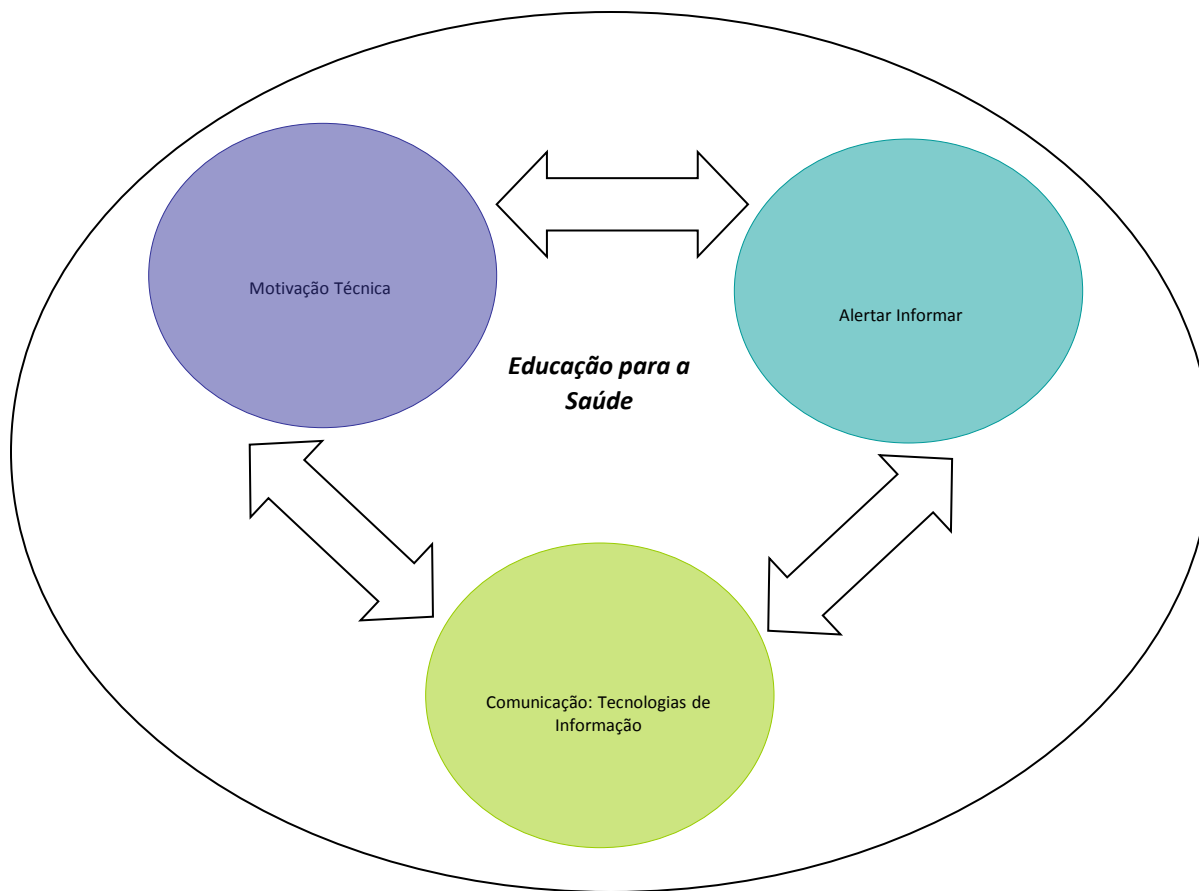 Motivação Técnica
Alertar Informar
Educação para a
Saúde
Comunicação: Tecnologias de
Informação